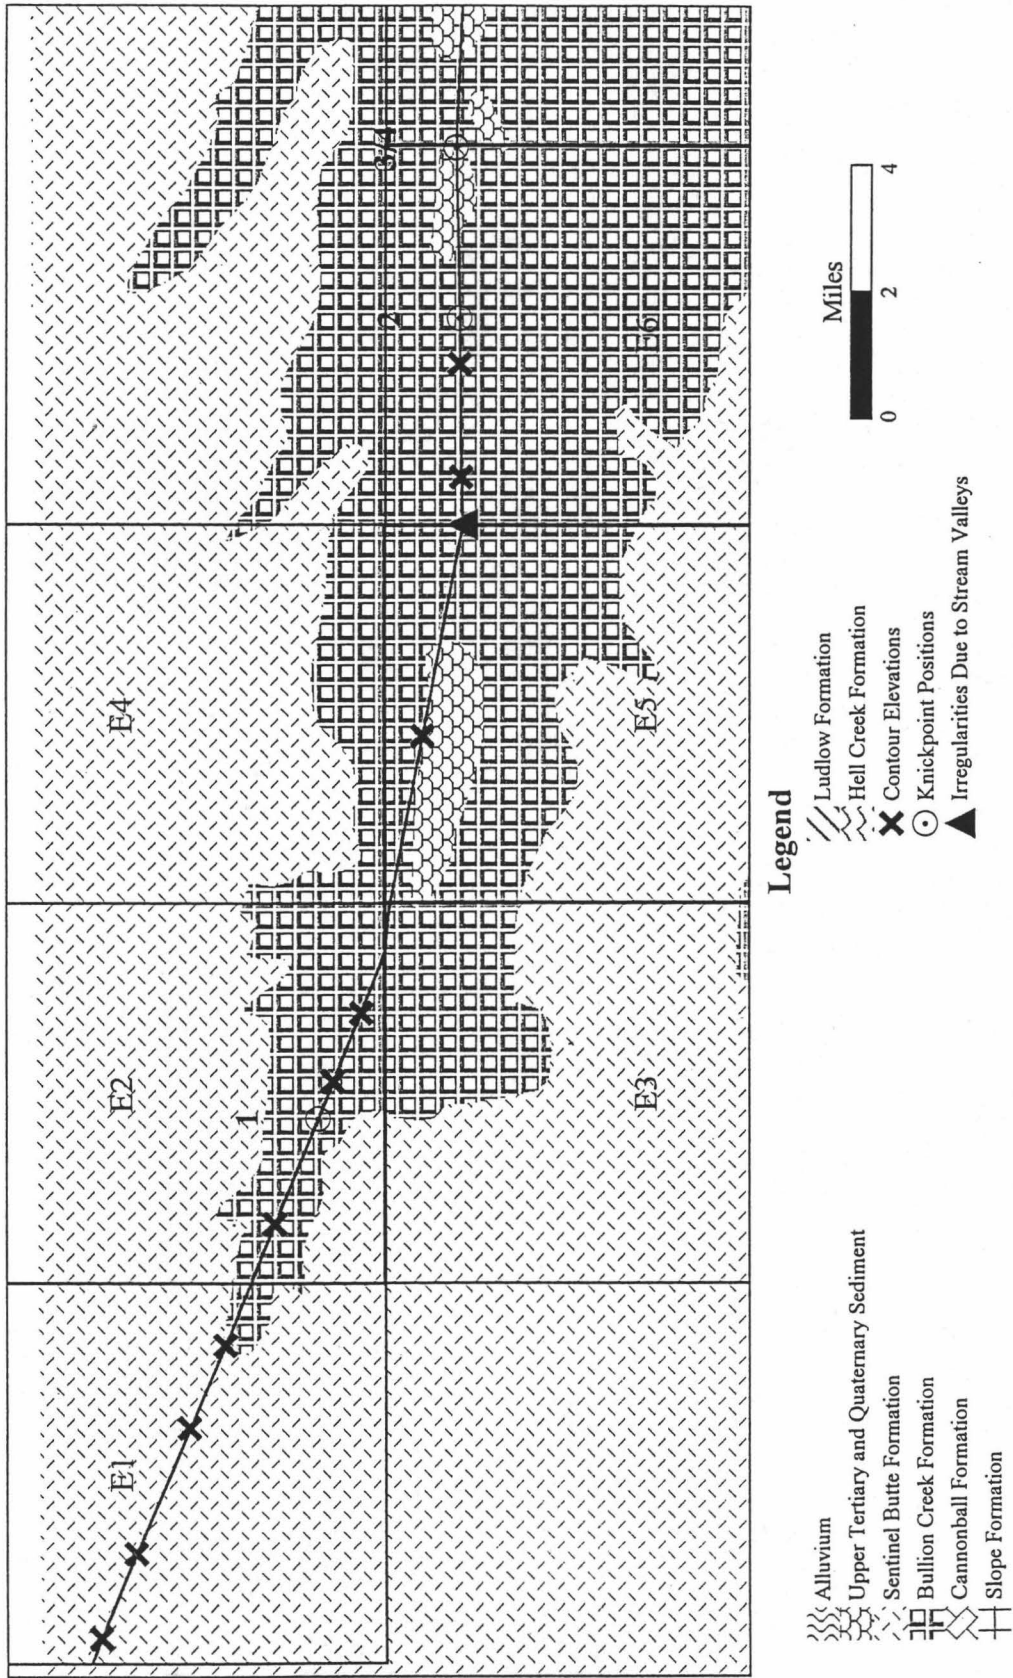 E1
E2
E4
1
2
3/4
E3
E5
E6
Legend
Alluvium
Upper Tertiary and Quaternary Sediment
Sentinel Butte Formation
Bullion Creek Formation
Cannonball Formation
Slope Formation
Ludlow Formation
Hell Creek Formation
Contour Elevations
Knickpoint Positions
Irregularities Due to Stream Valleys
Miles
0 2 4